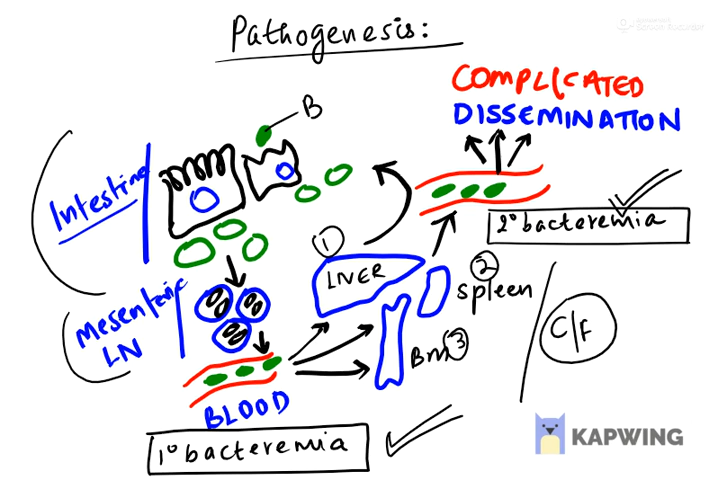 Pathogenesis:
COMPLICATED
DISSEMINATION
B
Intestine
2° bacteremia
1
LIVER
2
spleen
Mesenteric
LN
Bm 3
C/F
BLOOD
1° bacteremia
KAPWING